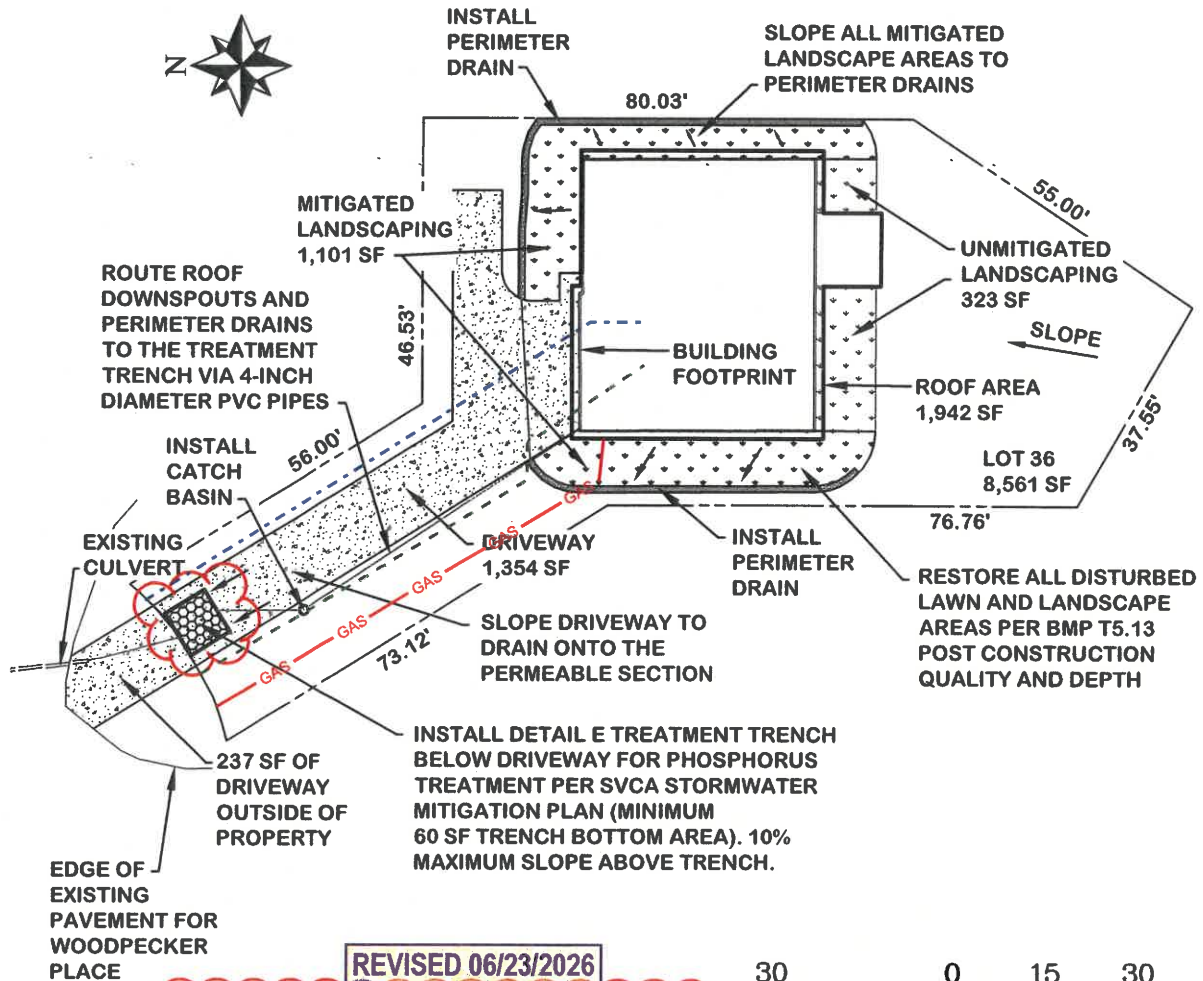 N
INSTALL
PERIMETER
DRAIN
SLOPE ALL MITIGATED
LANDSCAPE AREAS TO
PERIMETER DRAINS
80.03'
55.00'
MITIGATED
LANDSCAPING
1,101 SF
UNMITIGATED
LANDSCAPING
323 SF
ROUTE ROOF
DOWNSPOUTS AND
PERIMETER DRAINS
TO THE TREATMENT
TRENCH VIA 4-INCH
DIAMETER PVC PIPES
46.53'
SLOPE
BUILDING
FOOTPRINT
ROOF AREA
1,942 SF
37.55'
INSTALL
CATCH
BASIN
56.00'
LOT 36
8,561 SF
76.76'
GAS
GAS
GAS
GAS
GAS
EXISTING
CULVERT
DRIVEWAY
1,354 SF
INSTALL
PERIMETER
DRAIN
RESTORE ALL DISTURBED
LAWN AND LANDSCAPE
AREAS PER BMP T5.13
POST CONSTRUCTION
QUALITY AND DEPTH
SLOPE DRIVEWAY TO
DRAIN ONTO THE
PERMEABLE SECTION
73.12'
237 SF OF
DRIVEWAY
OUTSIDE OF
PROPERTY
INSTALL DETAIL E TREATMENT TRENCH
BELOW DRIVEWAY FOR PHOSPHORUS
TREATMENT PER SVCA STORMWATER
MITIGATION PLAN (MINIMUM
60 SF TRENCH BOTTOM AREA). 10%
MAXIMUM SLOPE ABOVE TRENCH.
EDGE OF
EXISTING
PAVEMENT FOR
WOODPECKER
PLACE
REVISED 06/23/2026
30 0 15 30